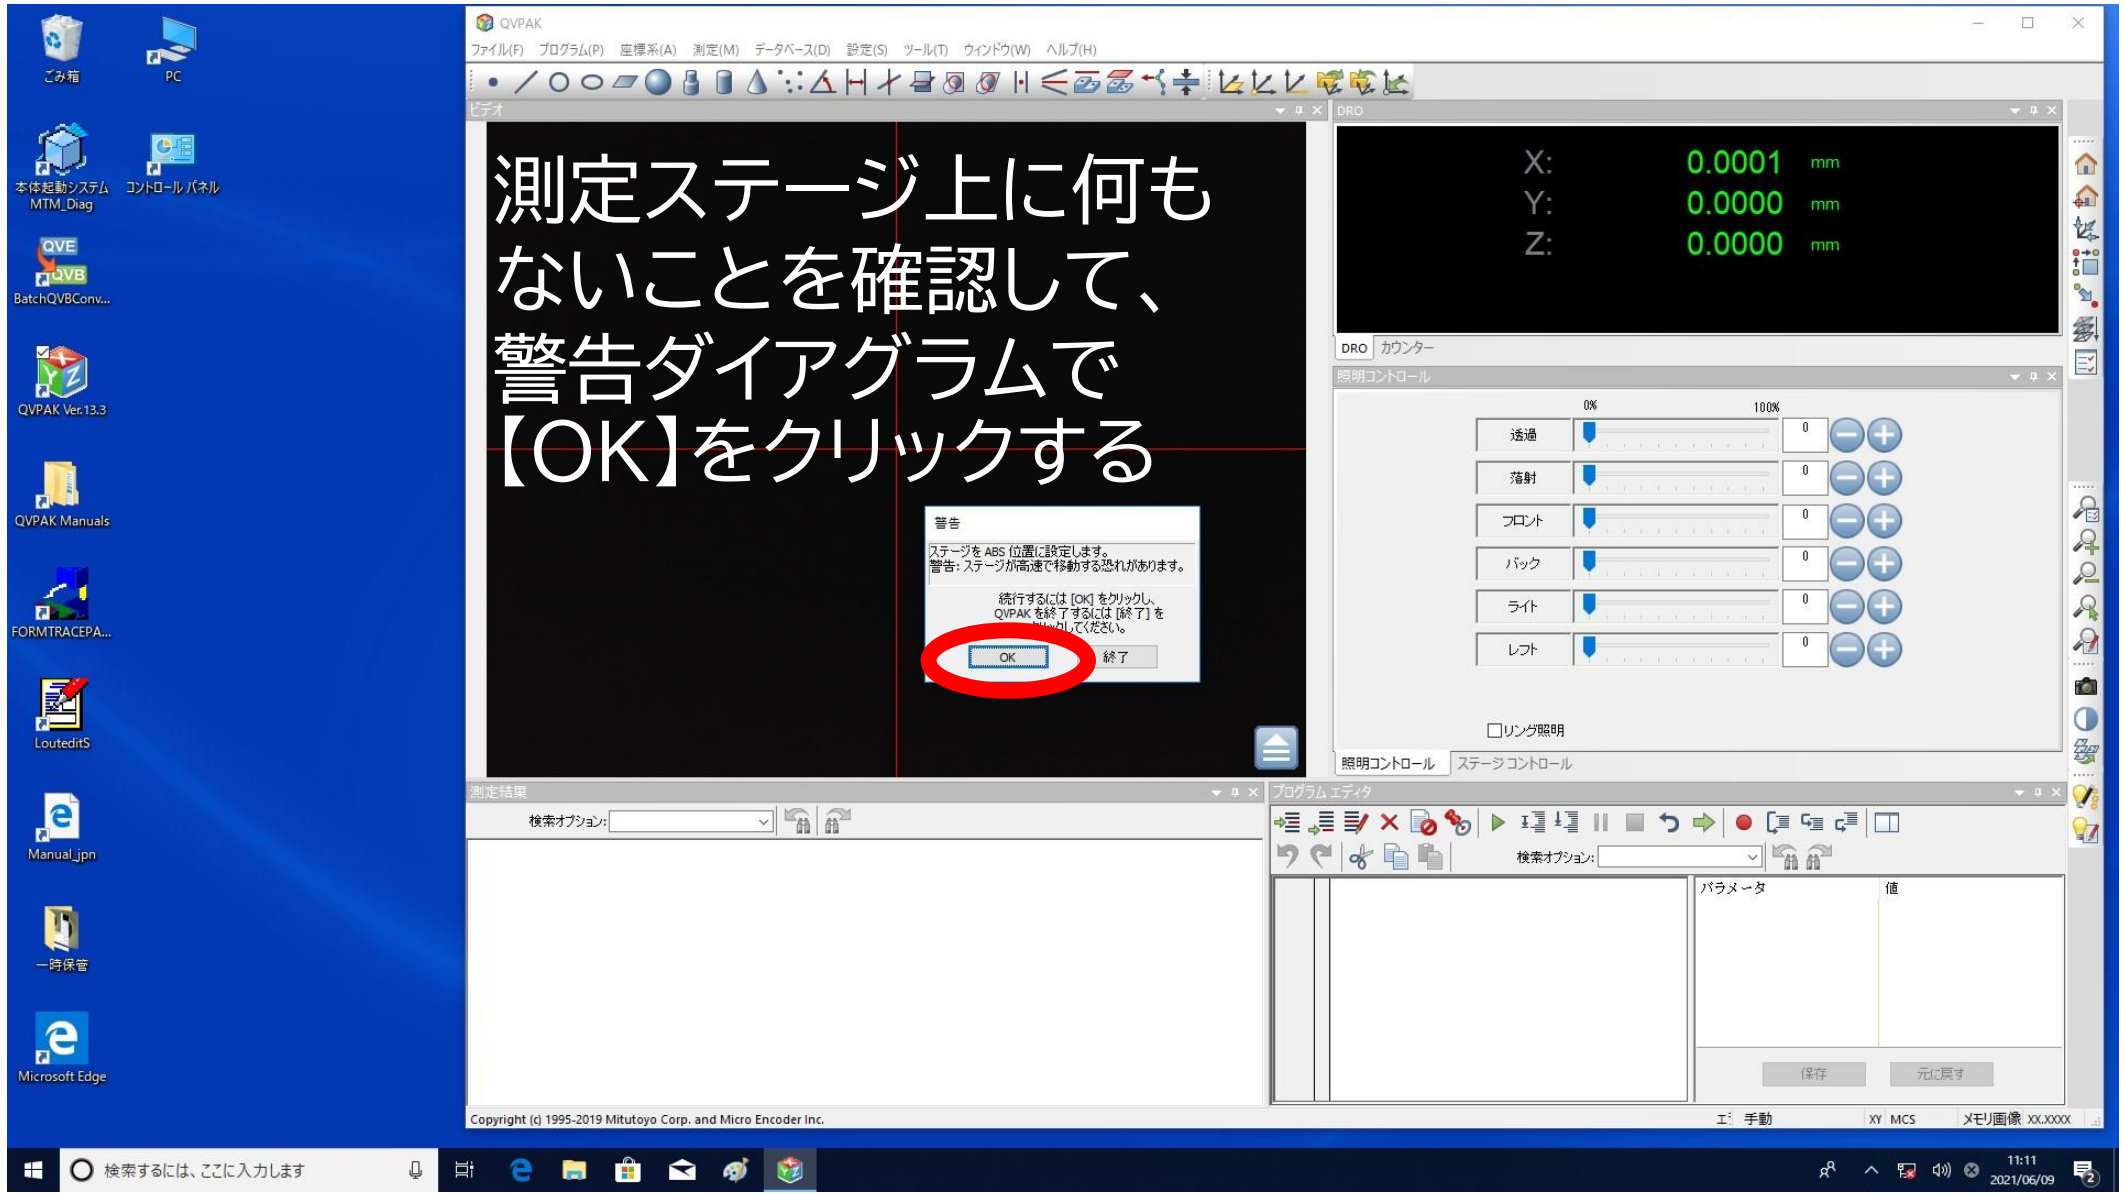 ごみ箱
PC
本体起動システム
MTM_Diag
コントロール パネル
QVE
QVB
BatchQVBConv...
QVPAK Ver.13.3
QVPAK Manuals
FORMTRACEPA...
LouteditS
Manual_jpn
一時保管
Microsoft Edge
QVPAK
ファイル(F) プログラム(P) 座標系(A) 測定(M) データベース(D) 設定(S) ツール(T) ウィンドウ(W) ヘルプ(H)
ビデオ
測定ステージ上に何も
ないことを確認して、
警告ダイアグラムで
【OK】をクリックする
警告
ステージを ABS 位置に設定します。
警告: ステージが高速で移動する恐れがあります。
続行するには [OK] をクリックし、
QVPAK を終了するには [終了] を
クリックしてください。
OK
終了
DRO
X: 0.0001 mm
Y: 0.0000 mm
Z: 0.0000 mm
DRO カウンター
照明コントロール
0% 100%
透過 0
落射 0
フロント 0
バック 0
ライト 0
レフト 0
リング照明
照明コントロール ステージ コントロール
測定結果
検索オプション:
プログラム エディタ
検索オプション:
パラメータ 値
保存 元に戻す
Copyright (c) 1995-2019 Mitutoyo Corp. and Micro Encoder Inc.
手動 XY MCS メモリ画像 XX.XXXX
検索するには、ここに入力します
11:11
2021/06/09
2